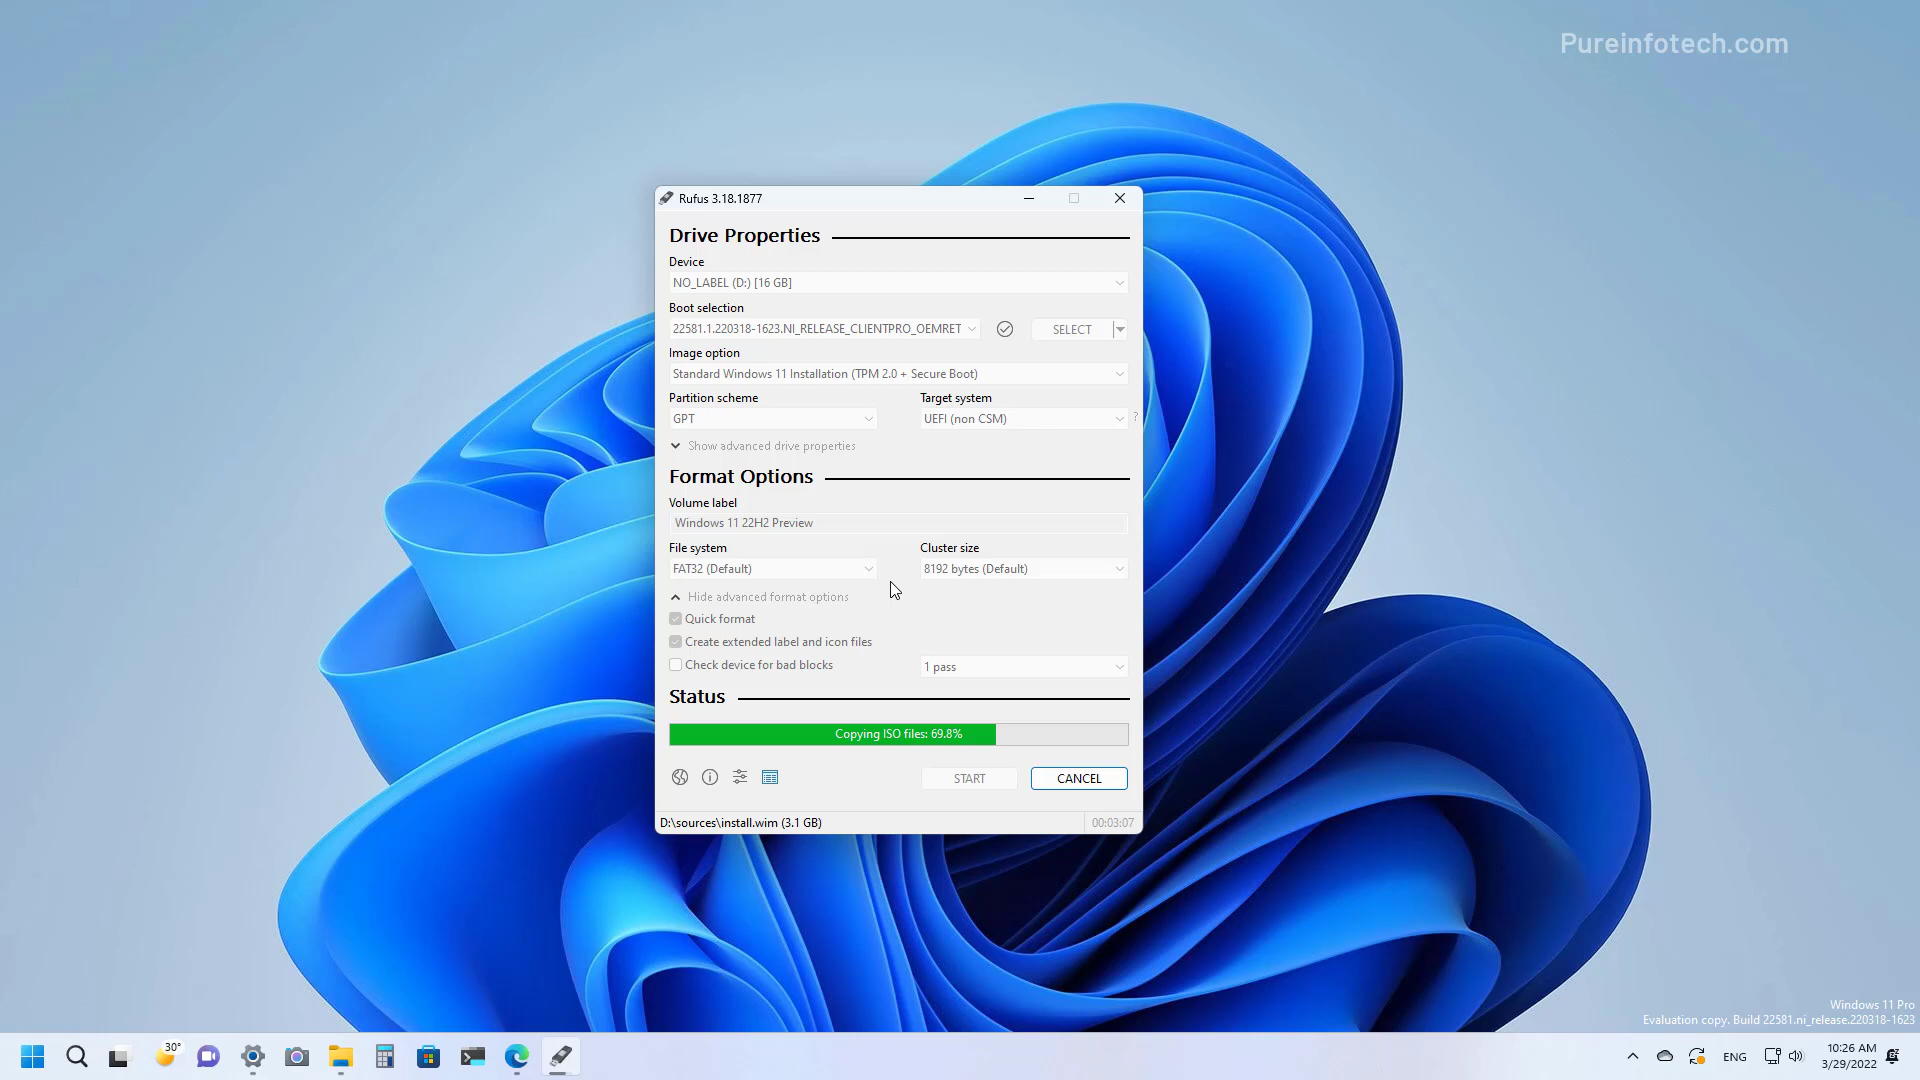 Pureinfotech.com
Rufus 3.18.1877
Drive Properties
Device
NO_LABEL (D:) [16 GB]
Boot selection
22581.1.220318-1623.NI_RELEASE_CLIENTPRO_OEMRET
SELECT
Image option
Standard Windows 11 Installation (TPM 2.0 + Secure Boot)
Partition scheme
Target system
GPT
UEFI (non CSM)
?
Show advanced drive properties
Format Options
Volume label
Windows 11 22H2 Preview
File system
Cluster size
FAT32 (Default)
8192 bytes (Default)
Hide advanced format options
Quick format
Create extended label and icon files
Check device for bad blocks
1 pass
Status
Copying ISO files: 69.8%
START
CANCEL
D:\sources\install.wim (3.1 GB)
00:03:07
Windows 11 Pro
Evaluation copy. Build 22581.ni_release.220318-1623
30°
ENG
10:26 AM
3/29/2022